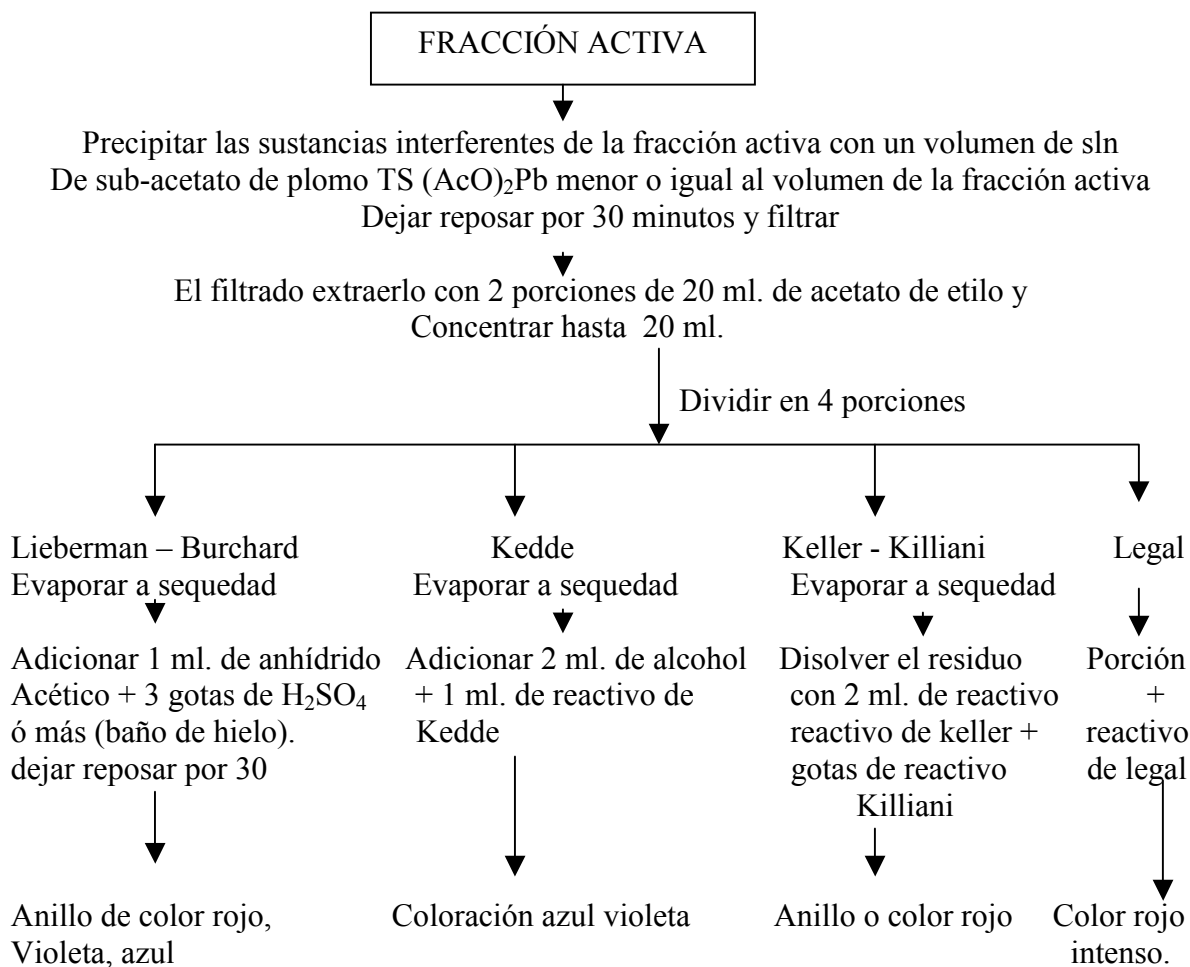 FRACCIÓN ACTIVA
Precipitar las sustancias interferentes de la fracción activa con un volumen de sln
De sub-acetato de plomo TS (AcO)₂Pb menor o igual al volumen de la fracción activa
Dejar reposar por 30 minutos y filtrar
El filtrado extraerlo con 2 porciones de 20 ml. de acetato de etilo y
Concentrar hasta 20 ml.
Dividir en 4 porciones
Lieberman – Burchard
Evaporar a sequedad
Adicionar 1 ml. de anhídrido
Acético + 3 gotas de H₂SO₄
ó más (baño de hielo).
dejar reposar por 30
Anillo de color rojo,
Violeta, azul
Kedde
Evaporar a sequedad
Adicionar 2 ml. de alcohol
+ 1 ml. de reactivo de
Kedde
Coloración azul violeta
Keller - Killiani
Evaporar a sequedad
Disolver el residuo
con 2 ml. de reactivo
reactivo de keller +
gotas de reactivo
Killiani
Anillo o color rojo
Legal
Porción
+
reactivo
de legal
Color rojo
intenso.